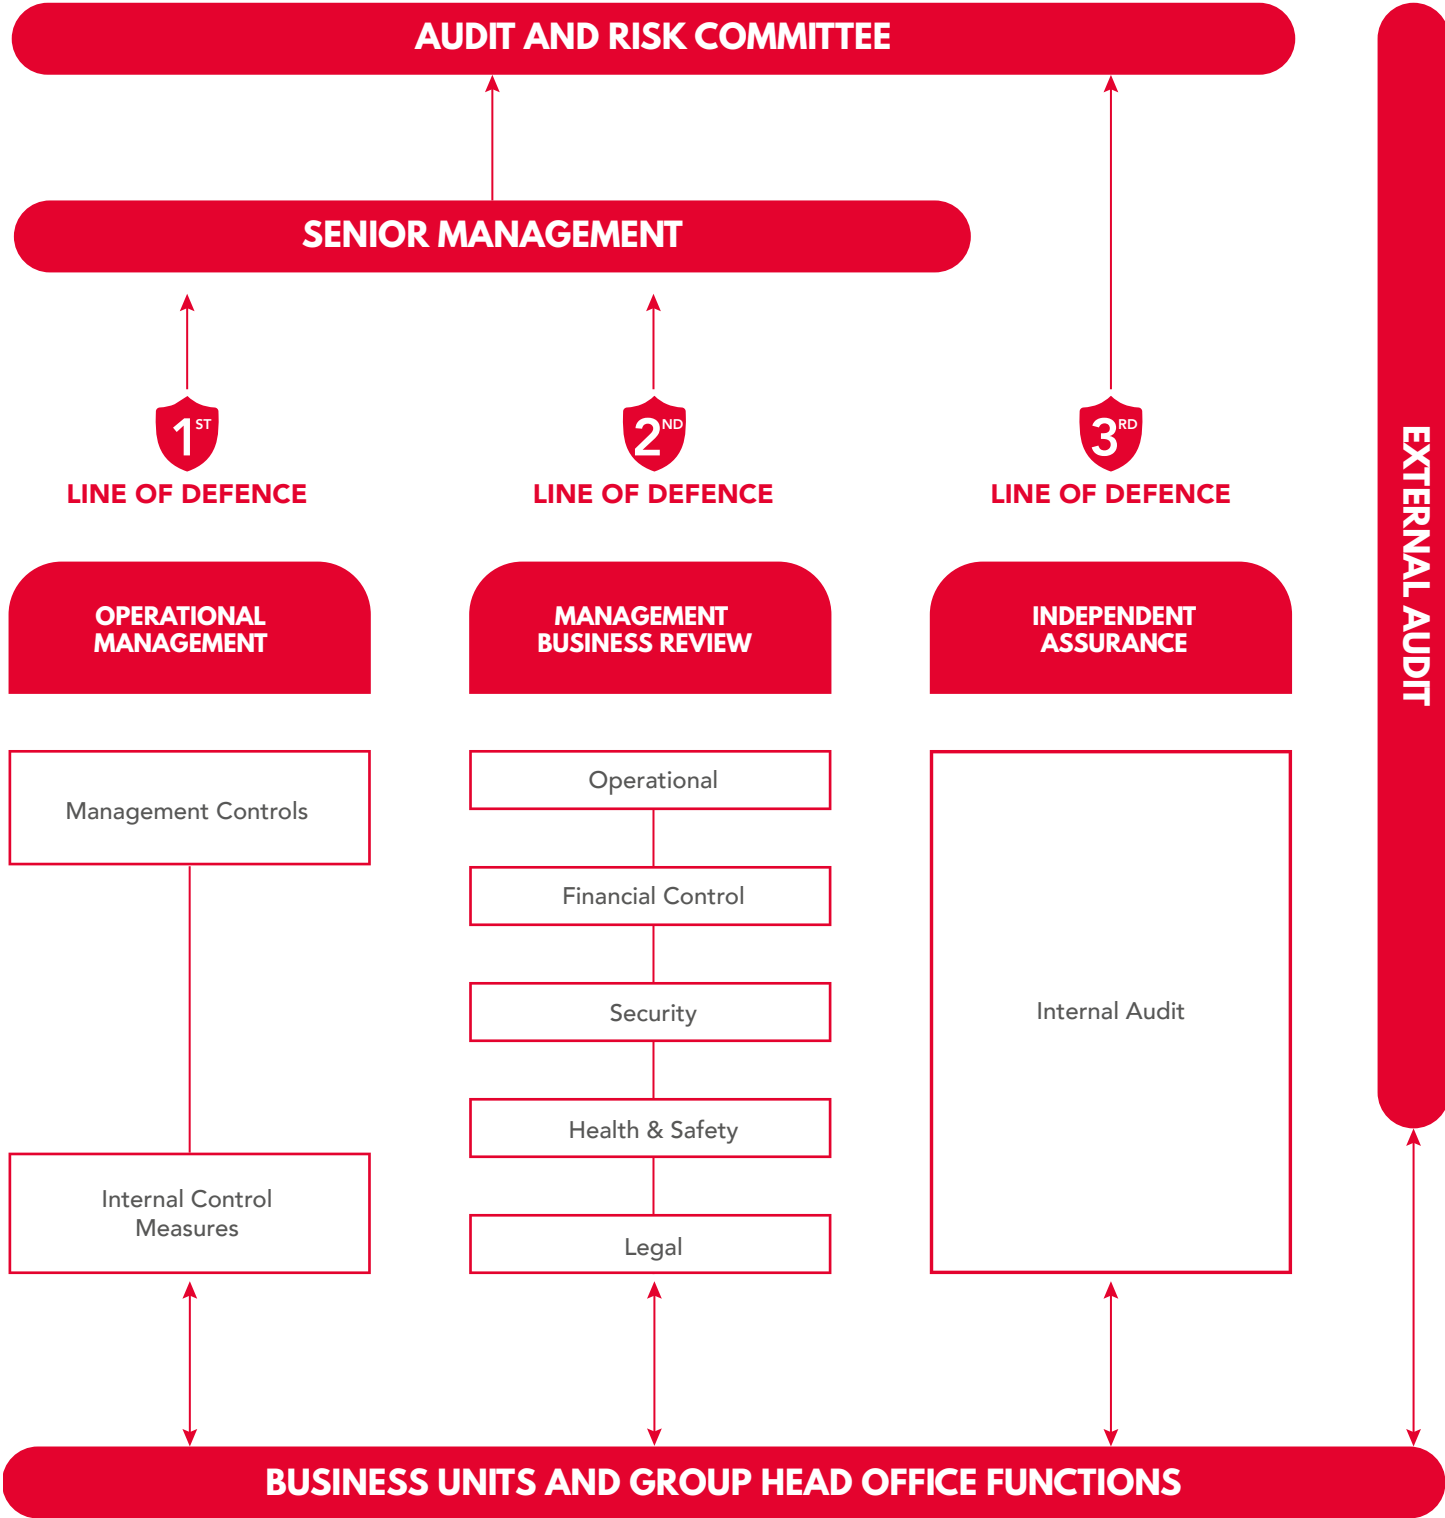 AUDIT AND RISK COMMITTEE
SENIOR MANAGEMENT
1ST
LINE OF DEFENCE
2ND
LINE OF DEFENCE
3RD
LINE OF DEFENCE
OPERATIONAL
MANAGEMENT
Management Controls
Internal Control
Measures
MANAGEMENT
BUSINESS REVIEW
Operational
Financial Control
Security
Health & Safety
Legal
INDEPENDENT
ASSURANCE
Internal Audit
EXTERNAL AUDIT
BUSINESS UNITS AND GROUP HEAD OFFICE FUNCTIONS